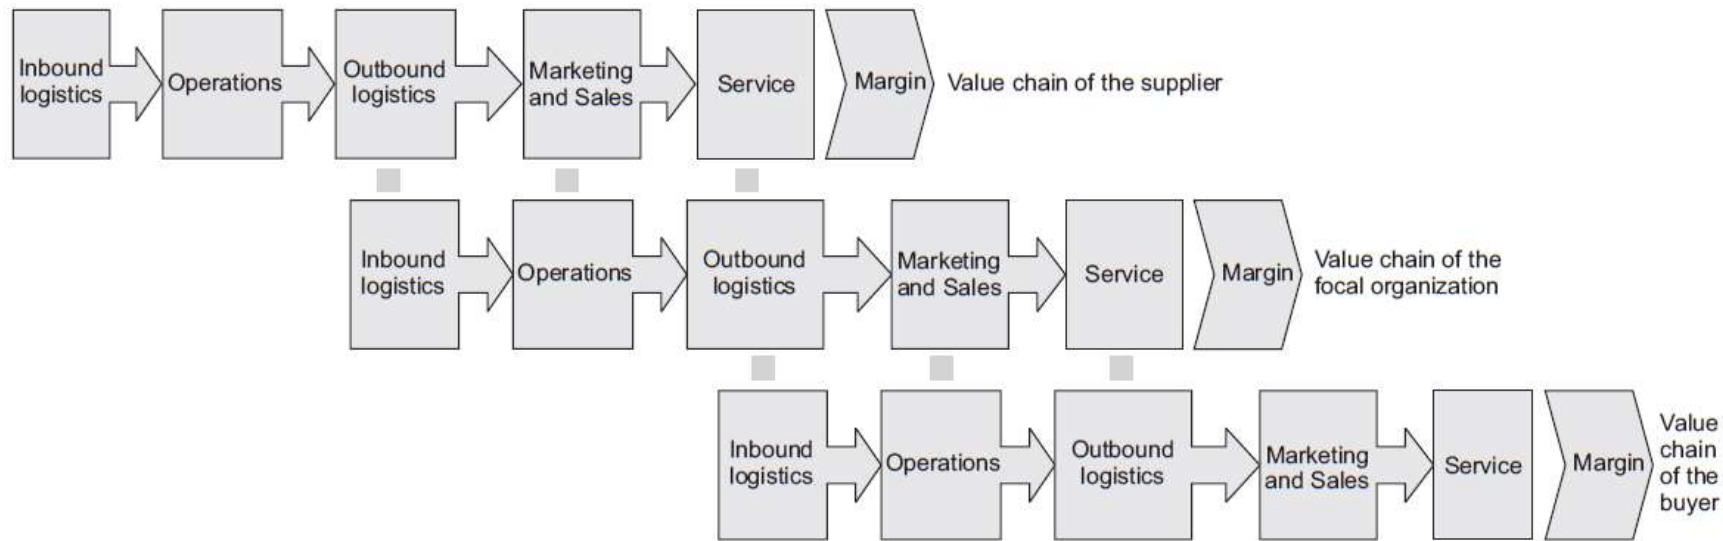 Inbound
logistics
Operations
Outbound
logistics
Marketing
and Sales
Service
Margin
Value chain of the supplier
Inbound
logistics
Operations
Outbound
logistics
Marketing
and Sales
Service
Margin
Value chain of the
focal organization
Inbound
logistics
Operations
Outbound
logistics
Marketing
and Sales
Service
Margin
Value
chain
of the
buyer